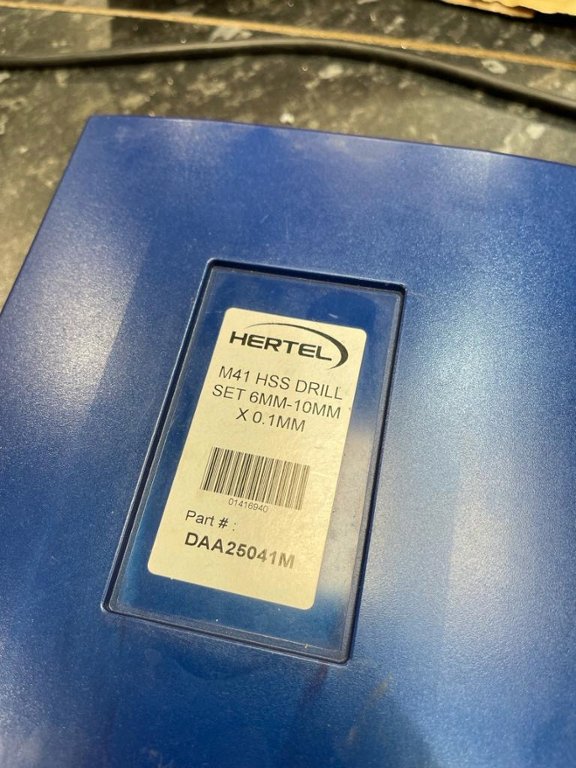 HERTEL
M41 HSS DRILL
SET 6MM-10MM
X 0.1MM
01416940
Part # :
DAA25041M